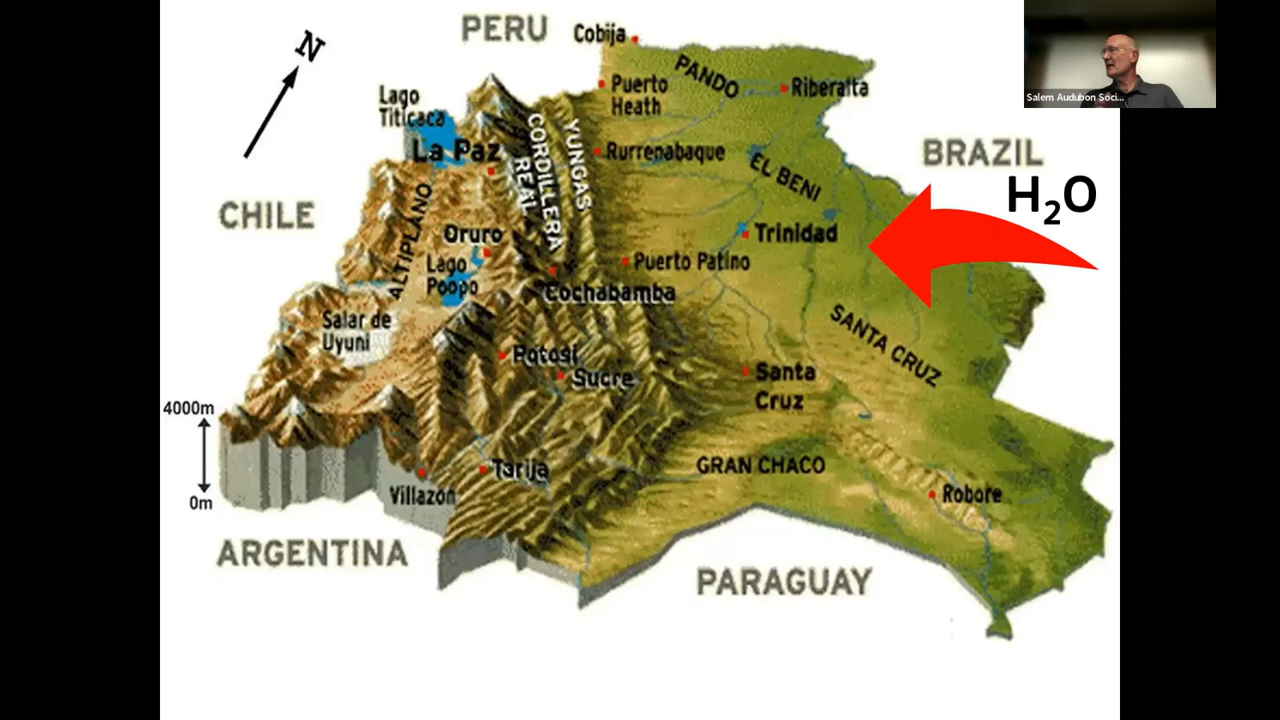 PERU
Cobija
N
PANDO
Puerto
Heath
Riberalta
Lago
Titicaca
Salem Audubon Soci...
La Paz
CORDILLERA
REAL
YUNGAS
Rurrenabaque
EL BENI
BRAZIL
H₂O
CHILE
ALTIPLANO
Oruro
Trinidad
Lago
Poopo
Puerto Patino
Cochabamba
Salar de
Uyuni
SANTA CRUZ
Potosi
Sucre
Santa
Cruz
4000m
0m
GRAN CHACO
Tarija
Villazon
Robore
ARGENTINA
PARAGUAY